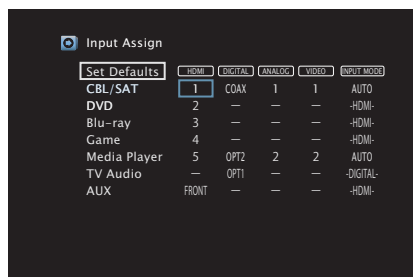 Input Assign
Set Defaults HDMI DIGITAL ANALOG VIDEO INPUT MODE
CBL/SAT 1 COAX 1 1 AUTO
DVD 2 — — — -HDMI-
Blu-ray 3 — — — -HDMI-
Game 4 — — — -HDMI-
Media Player 5 OPT2 2 2 AUTO
TV Audio — OPT1 — — -DIGITAL-
AUX FRONT — — — -HDMI-